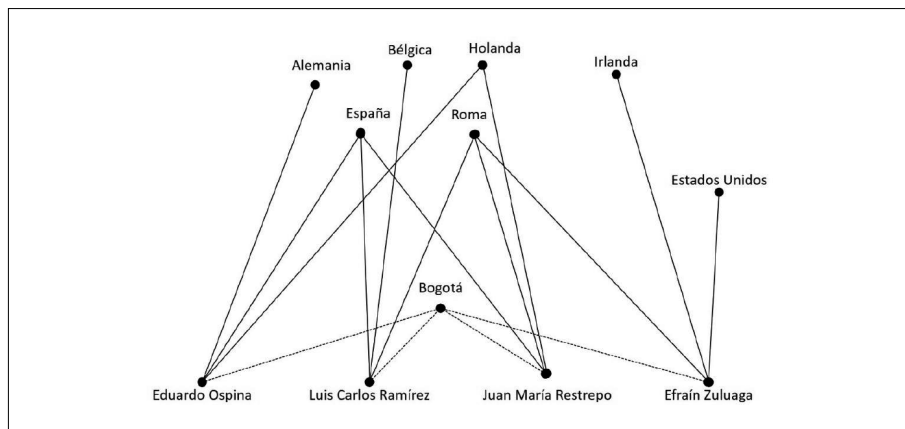 Bélgica
Holanda
Alemania
Irlanda
España
Roma
Estados Unidos
Bogotá
Eduardo Ospina
Luis Carlos Ramírez
Juan María Restrepo
Efraín Zuluaga